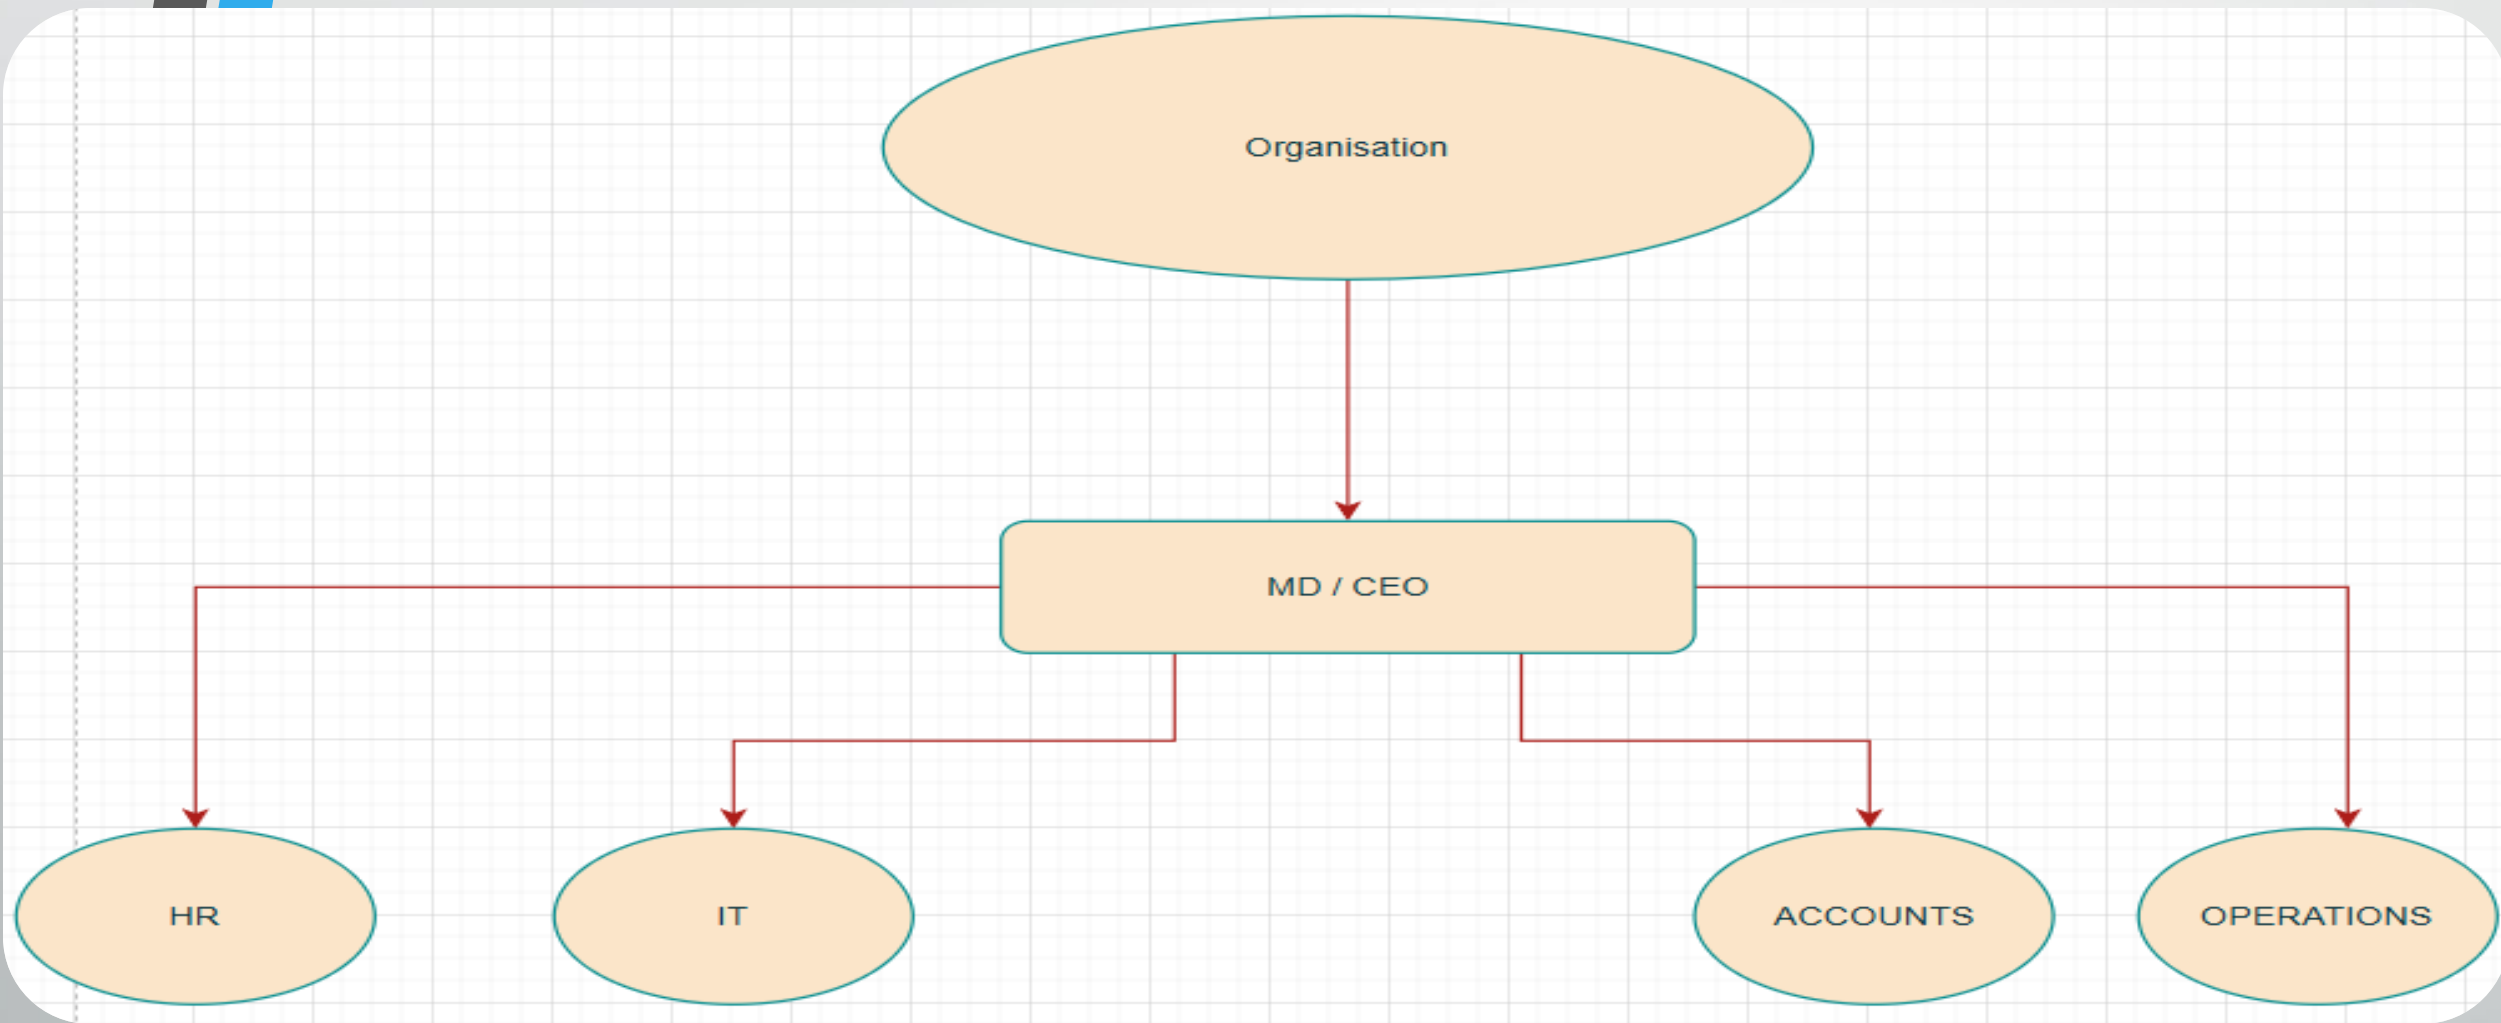 Organisation
MD / CEO
HR
IT
ACCOUNTS
OPERATIONS